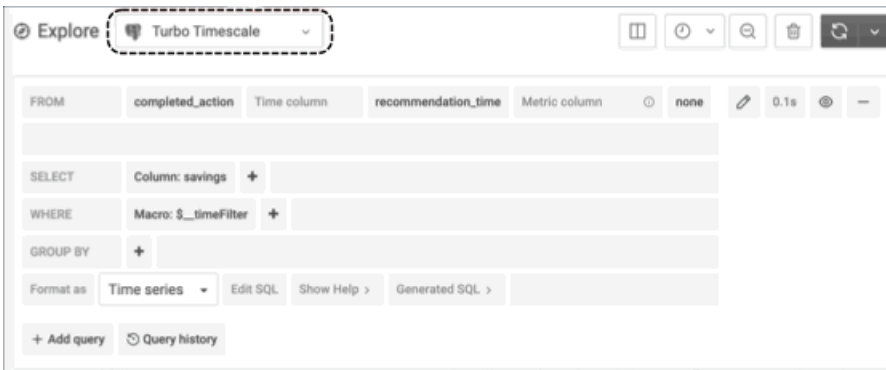 Explore Turbo Timescale
FROM completed_action Time column recommendation_time Metric column none 0.1s
SELECT Column: savings +
WHERE Macro: $__timeFilter +
GROUP BY +
Format as Time series Edit SQL Show Help > Generated SQL >
+ Add query Query history